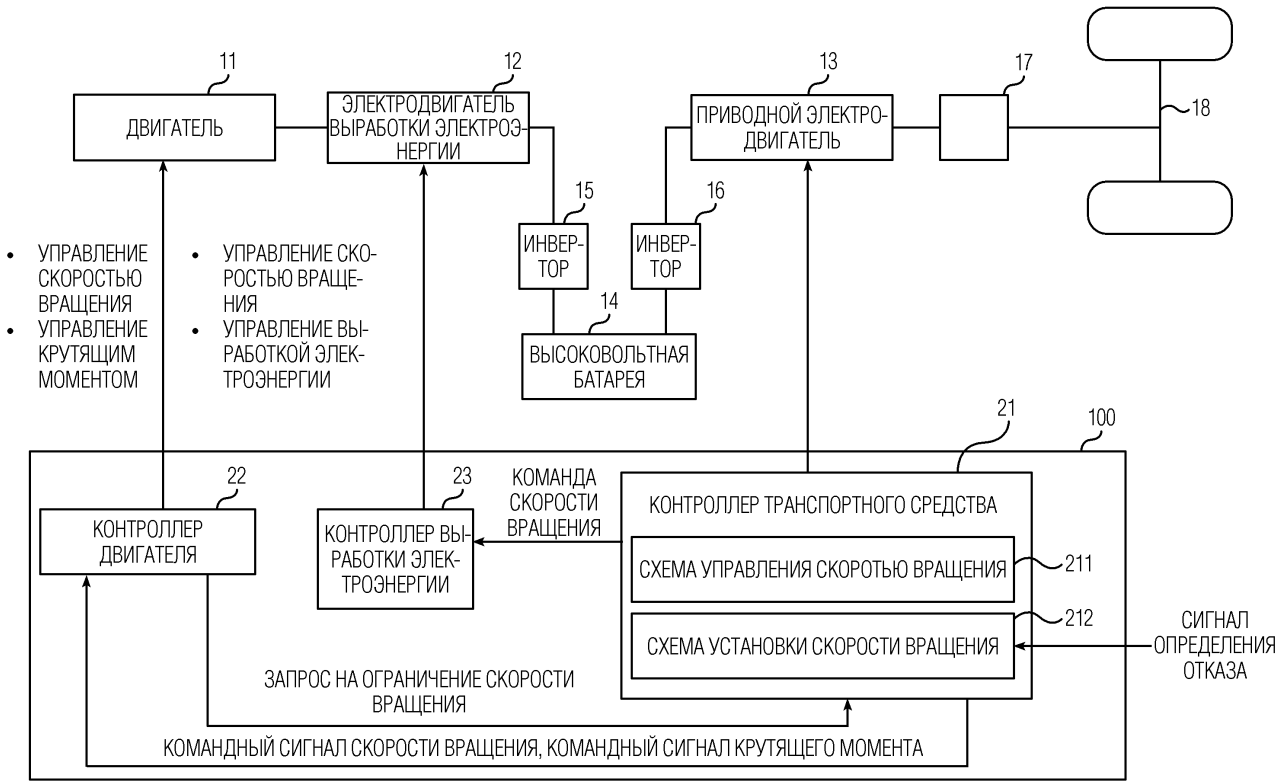 11
12
13
17
18
ДВИГАТЕЛЬ
ЭЛЕКТРОДВИГАТЕЛЬ
ВЫРАБОТКИ ЭЛЕКТРОЭ-
НЕРГИИ
ПРИВОДНОЙ ЭЛЕКТРО-
ДВИГАТЕЛЬ
15
16
ИНВЕР-
ТОР
ИНВЕР-
ТОР
14
ВЫСОКОВОЛЬТНАЯ
БАТАРЕЯ
• УПРАВЛЕНИЕ
СКОРОСТЬЮ
ВРАЩЕНИЯ
• УПРАВЛЕНИЕ
КРУТЯЩИМ
МОМЕНТОМ
• УПРАВЛЕНИЕ СКО-
РОСТЬЮ ВРАЩЕ-
НИЯ
• УПРАВЛЕНИЕ ВЫ-
РАБОТКОЙ ЭЛЕК-
ТРОЭНЕРГИИ
21
100
22
23
КОНТРОЛЛЕР
ДВИГАТЕЛЯ
КОНТРОЛЛЕР ВЫ-
РАБОТКИ ЭЛЕК-
ТРОЭНЕРГИИ
КОМАНДА
СКОРОСТИ
ВРАЩЕНИЯ
КОНТРОЛЛЕР ТРАНСПОРТНОГО СРЕДСТВА
СХЕМА УПРАВЛЕНИЯ СКОРОТЬЮ ВРАЩЕНИЯ
211
СХЕМА УСТАНОВКИ СКОРОСТИ ВРАЩЕНИЯ
212
СИГНАЛ
ОПРЕДЕЛЕНИЯ
ОТКАЗА
ЗАПРОС НА ОГРАНИЧЕНИЕ СКОРОСТИ
ВРАЩЕНИЯ
КОМАНДНЫЙ СИГНАЛ СКОРОСТИ ВРАЩЕНИЯ, КОМАНДНЫЙ СИГНАЛ КРУТЯЩЕГО МОМЕНТА